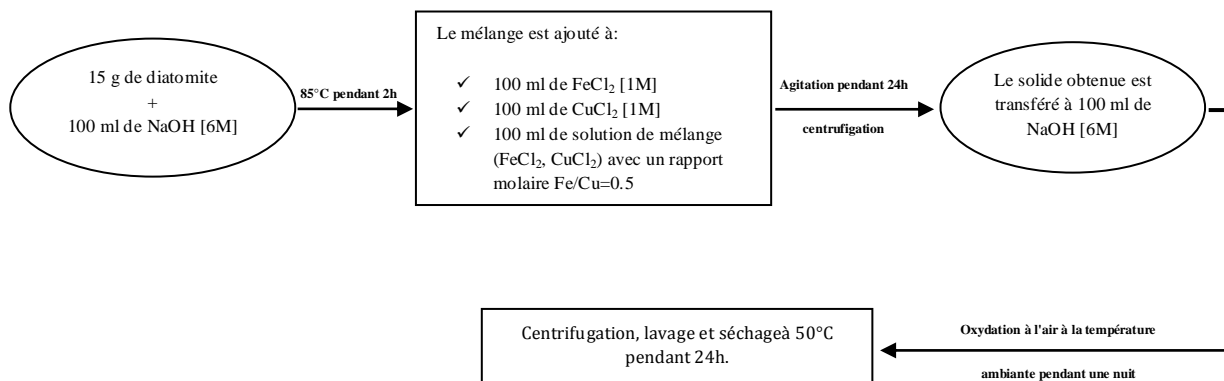 15 g de diatomite
+
100 ml de NaOH [6M]
85°C pendant 2h
Le mélange est ajouté à:
✓ 100 ml de FeCl₂ [1M]
✓ 100 ml de CuCl₂ [1M]
✓ 100 ml de solution de mélange
(FeCl₂, CuCl₂) avec un rapport
molaire Fe/Cu=0.5
Agitation pendant 24h
centrufigation
Le solide obtenue est
transféré à 100 ml de
NaOH [6M]
Oxydation à l'air à la température
ambiante pendant une nuit
Centrifugation, lavage et séchageà 50°C
pendant 24h.